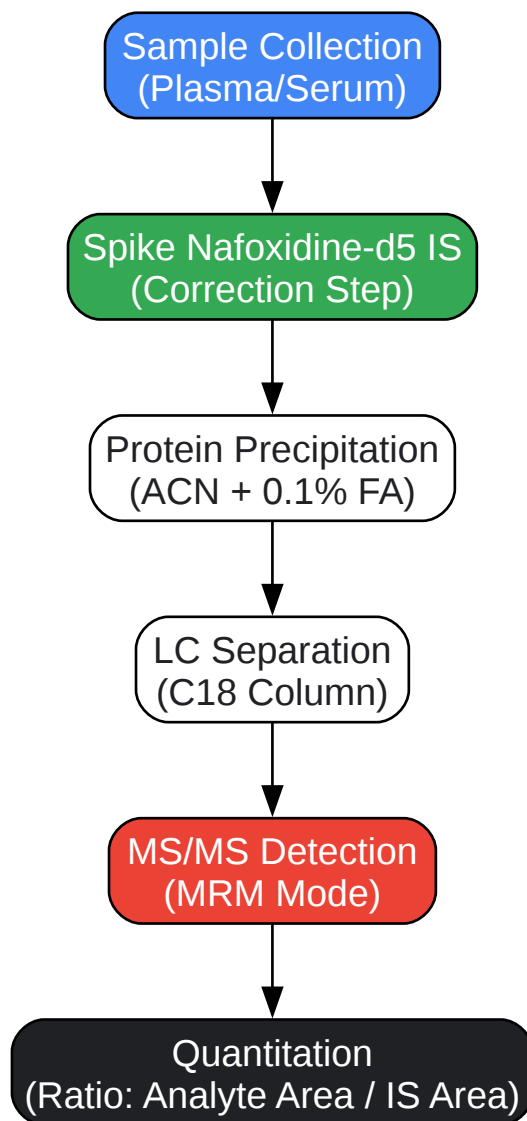 Sample Collection
(Plasma/Serum)
Spike Nafoxidine-d5 IS
(Correction Step)
Protein Precipitation
(ACN + 0.1% FA)
LC Separation
(C18 Column)
MS/MS Detection
(MRM Mode)
Quantitation
(Ratio: Analyte Area / IS Area)